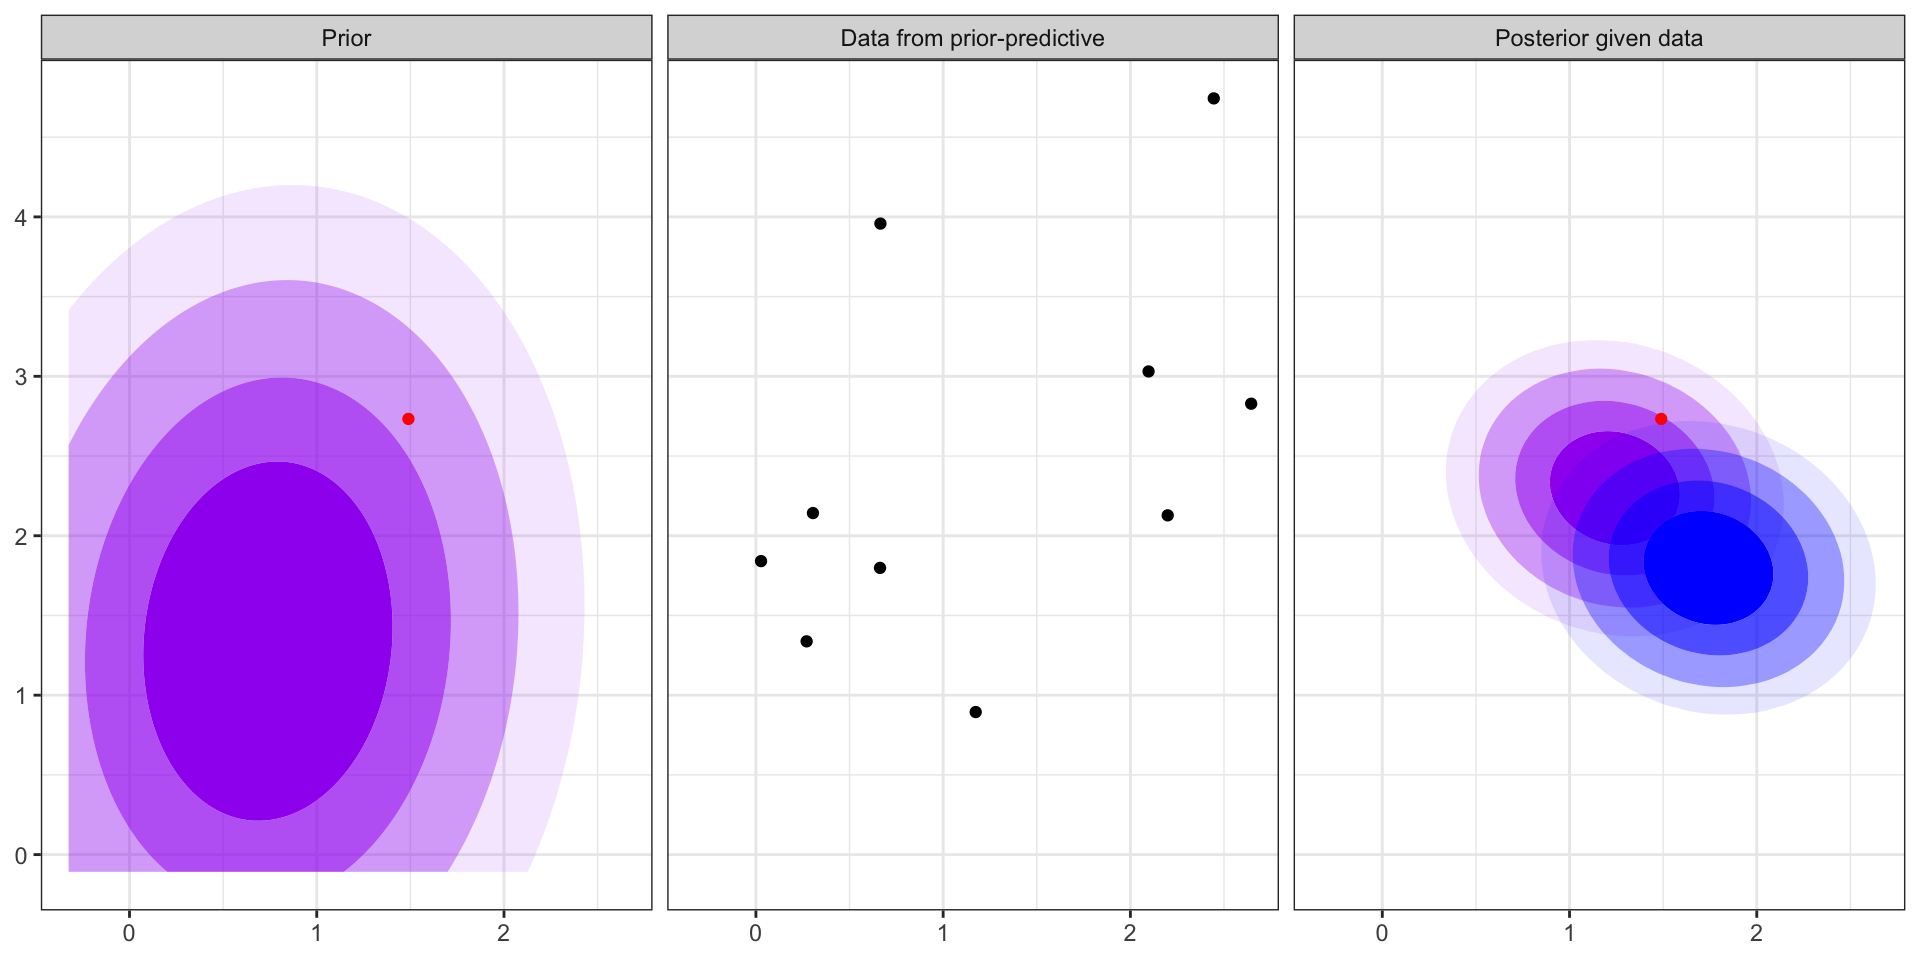 Prior
Data from prior-predictive
Posterior given data
4
3
2
1
0
0 1 2
0 1 2
0 1 2